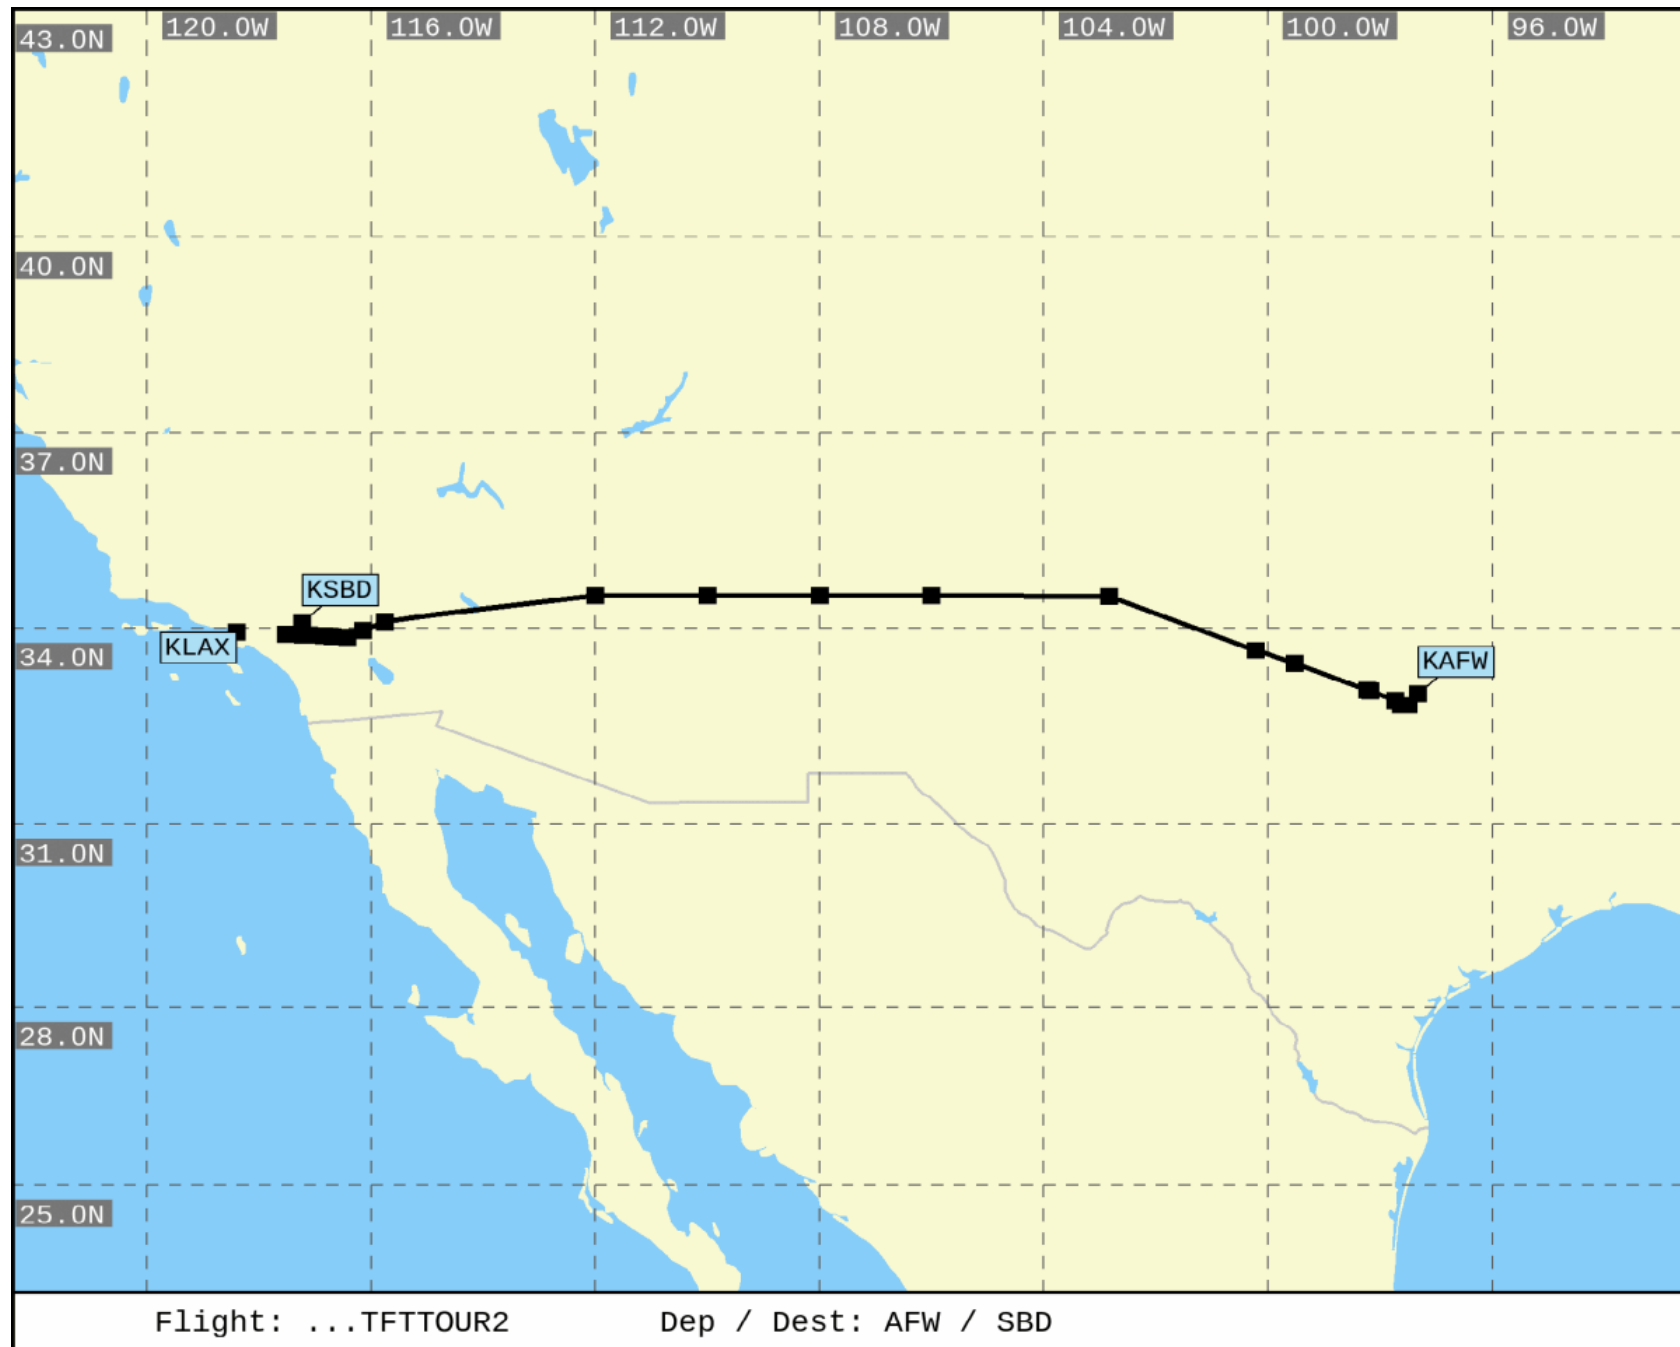 120.0W 116.0W 112.0W 108.0W 104.0W 100.0W 96.0W
43.0N
40.0N
37.0N
KSBD
KLAX
34.0N
KAFW
31.0N
28.0N
25.0N
Flight: ...TFTTOUR2 Dep / Dest: AFW / SBD